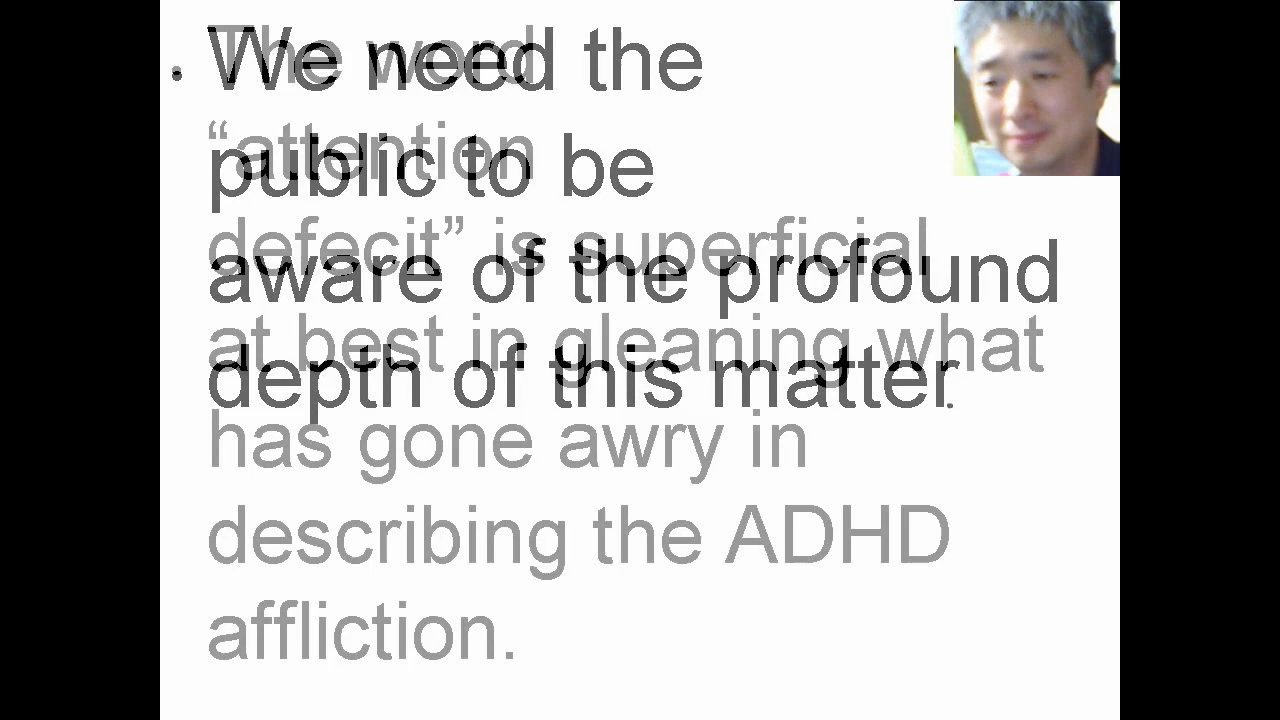 • We need the
public to be
aware of the profound
depth of this matter.
The word
“attention
defecit” is superficial
at best in gleaning what
has gone awry in
describing the ADHD
affliction.